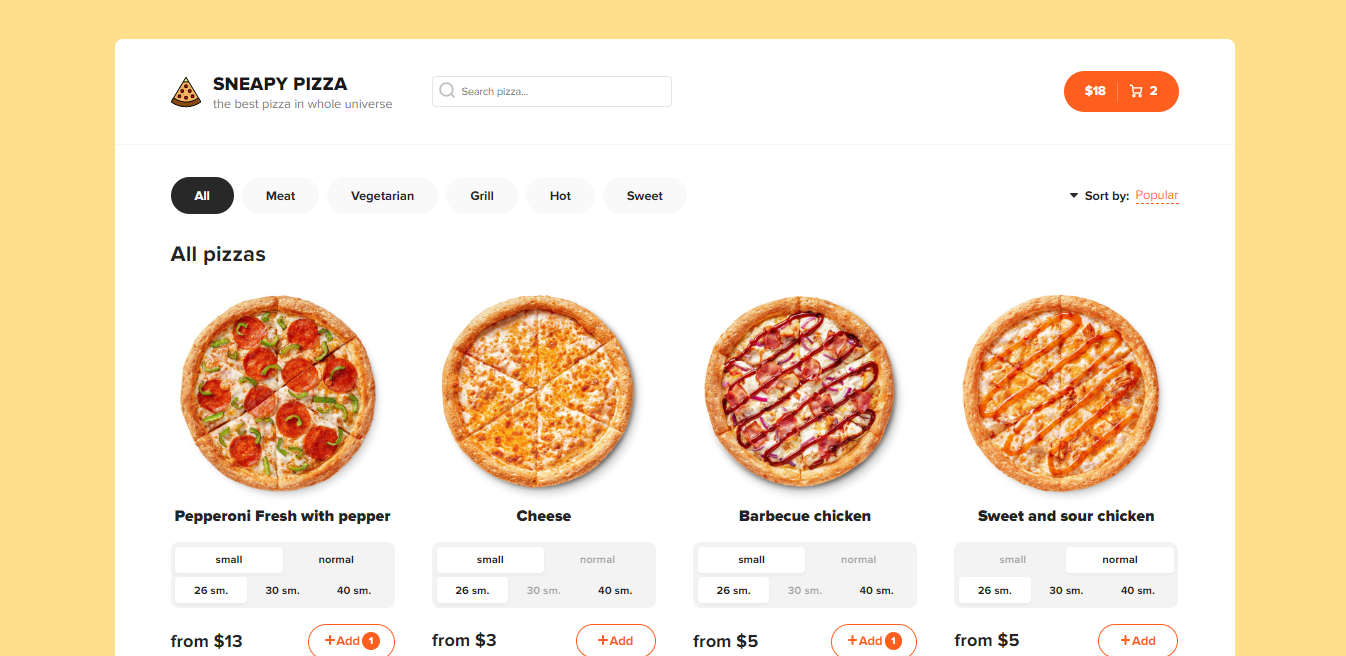 SNEAPY PIZZA
the best pizza in whole universe
Search pizza...
$18 2
All Meat Vegetarian Grill Hot Sweet
Sort by: Popular
All pizzas
Pepperoni Fresh with pepper
small normal
26 sm. 30 sm. 40 sm.
from $13 +Add 1
Cheese
small normal
26 sm. 30 sm. 40 sm.
from $3 +Add
Barbecue chicken
small normal
26 sm. 30 sm. 40 sm.
from $5 +Add 1
Sweet and sour chicken
small normal
26 sm. 30 sm. 40 sm.
from $5 +Add